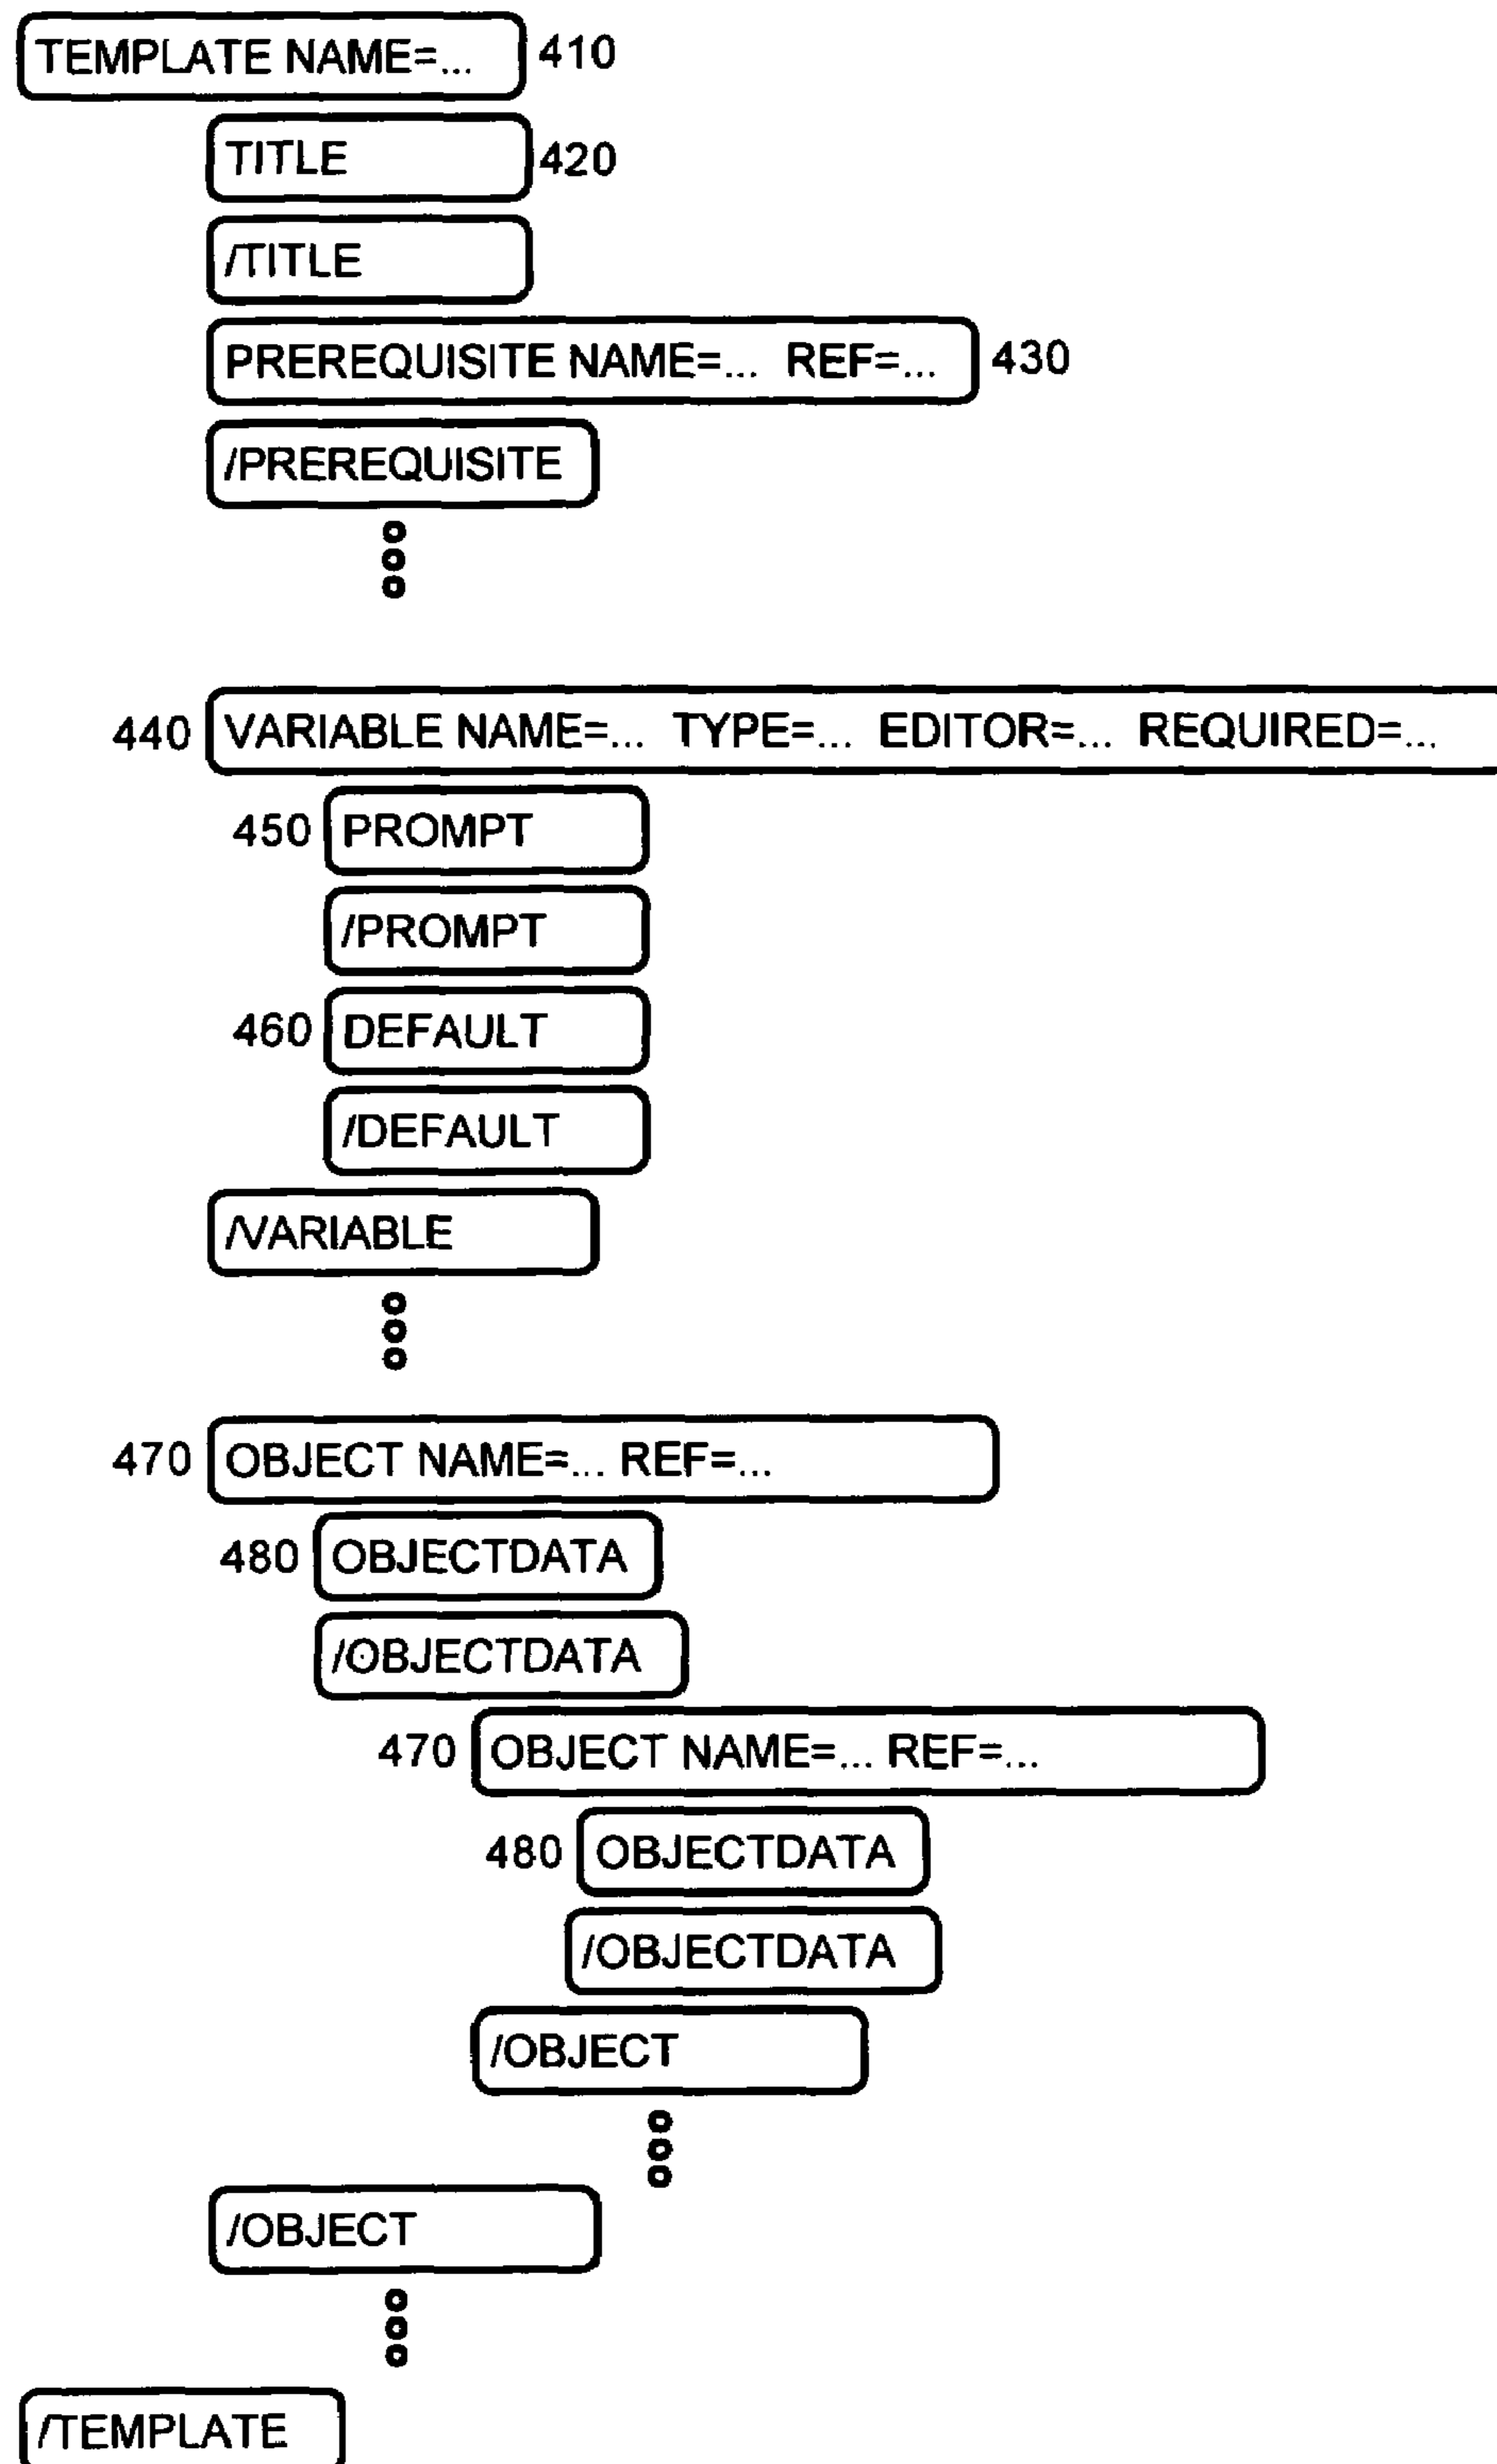 TEMPLATE NAME=... 410
TITLE 420
/TITLE
PREREQUISITE NAME=... REF=... 430
/PREREQUISITE
440 VARIABLE NAME=... TYPE=... EDITOR=... REQUIRED=...
450 PROMPT
/PROMPT
460 DEFAULT
/DEFAULT
/VARIABLE
470 OBJECT NAME=... REF=...
480 OBJECTDATA
/OBJECTDATA
470 OBJECT NAME=... REF=...
480 OBJECTDATA
/OBJECTDATA
/OBJECT
/OBJECT
/TEMPLATE